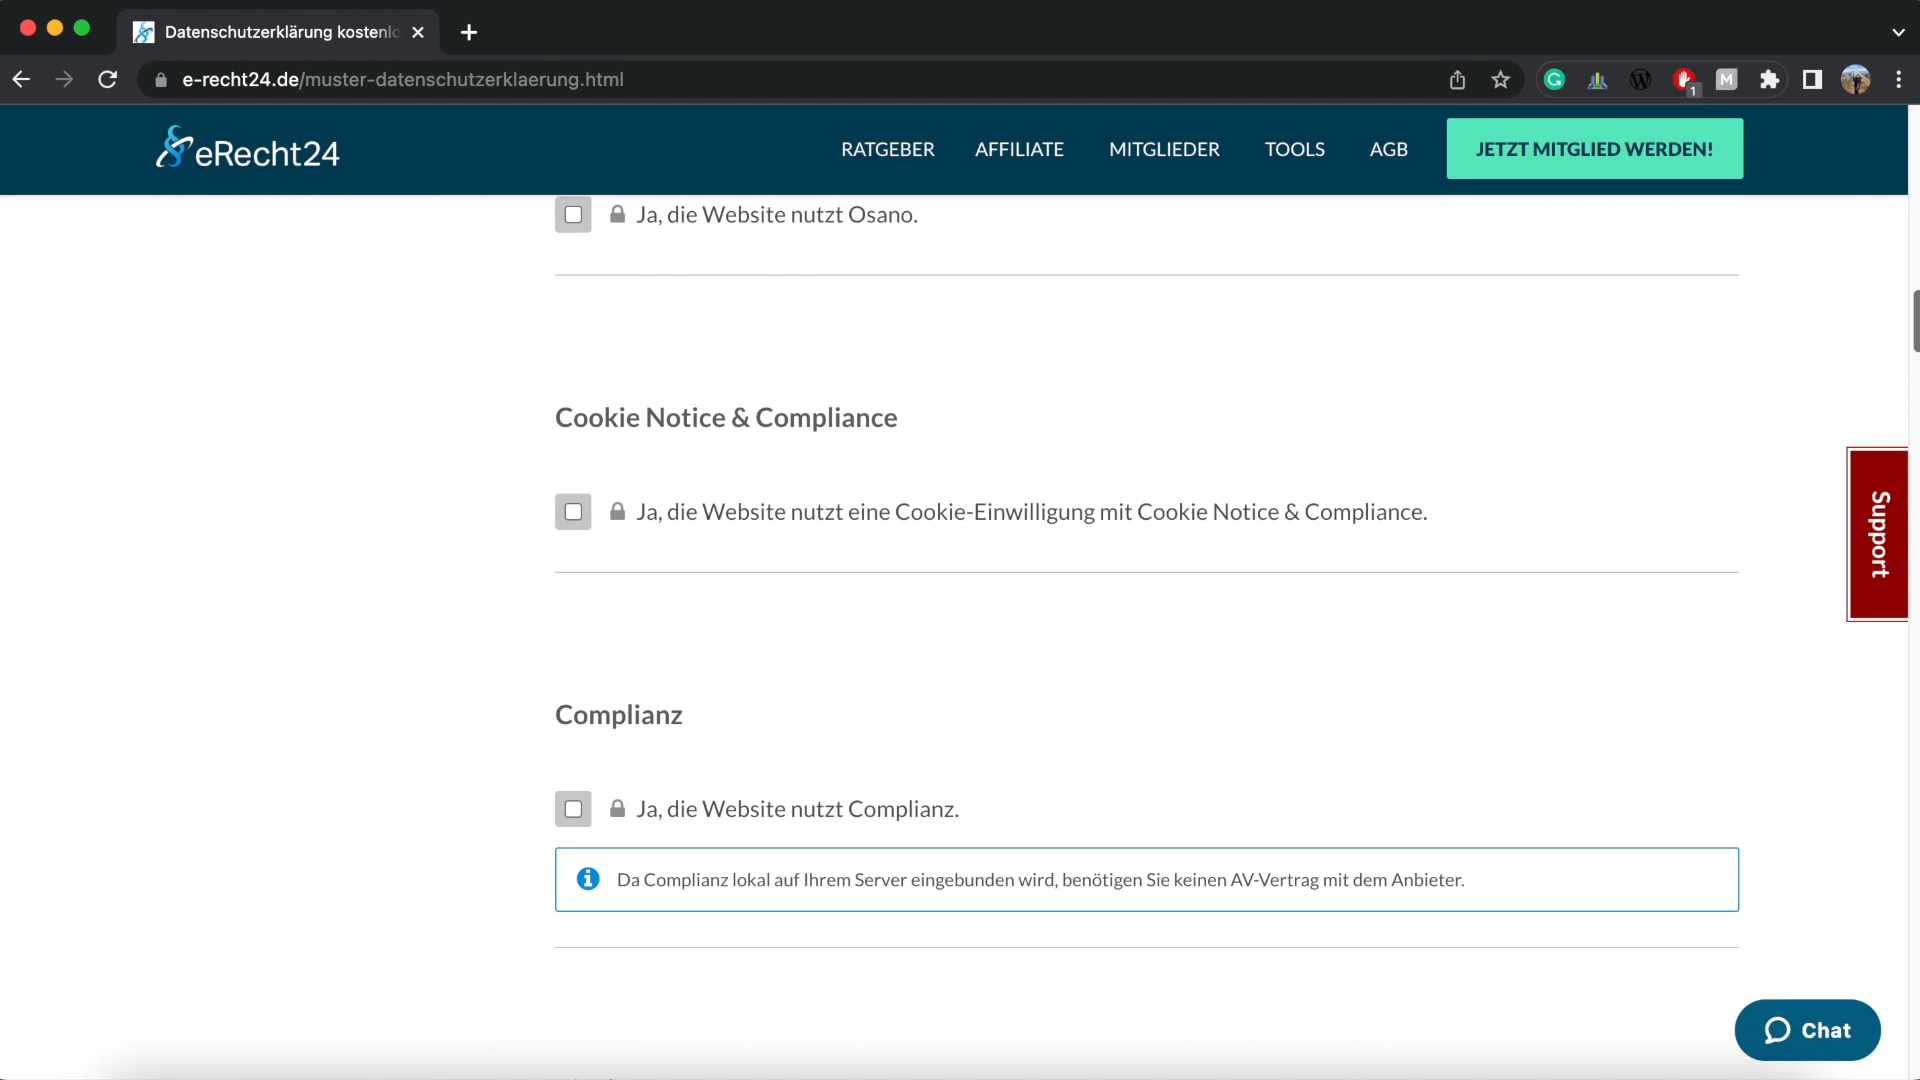 Datenschutzerklärung kostenlo
e-recht24.de/muster-datenschutzerklaerung.html
1
M
eRecht24
RATGEBER
AFFILIATE
MITGLIEDER
TOOLS
AGB
JETZT MITGLIED WERDEN!
Ja, die Website nutzt Osano.
Cookie Notice & Compliance
Ja, die Website nutzt eine Cookie-Einwilligung mit Cookie Notice & Compliance.
Support
Complianz
Ja, die Website nutzt Complianz.
Da Complianz lokal auf Ihrem Server eingebunden wird, benötigen Sie keinen AV-Vertrag mit dem Anbieter.
Chat